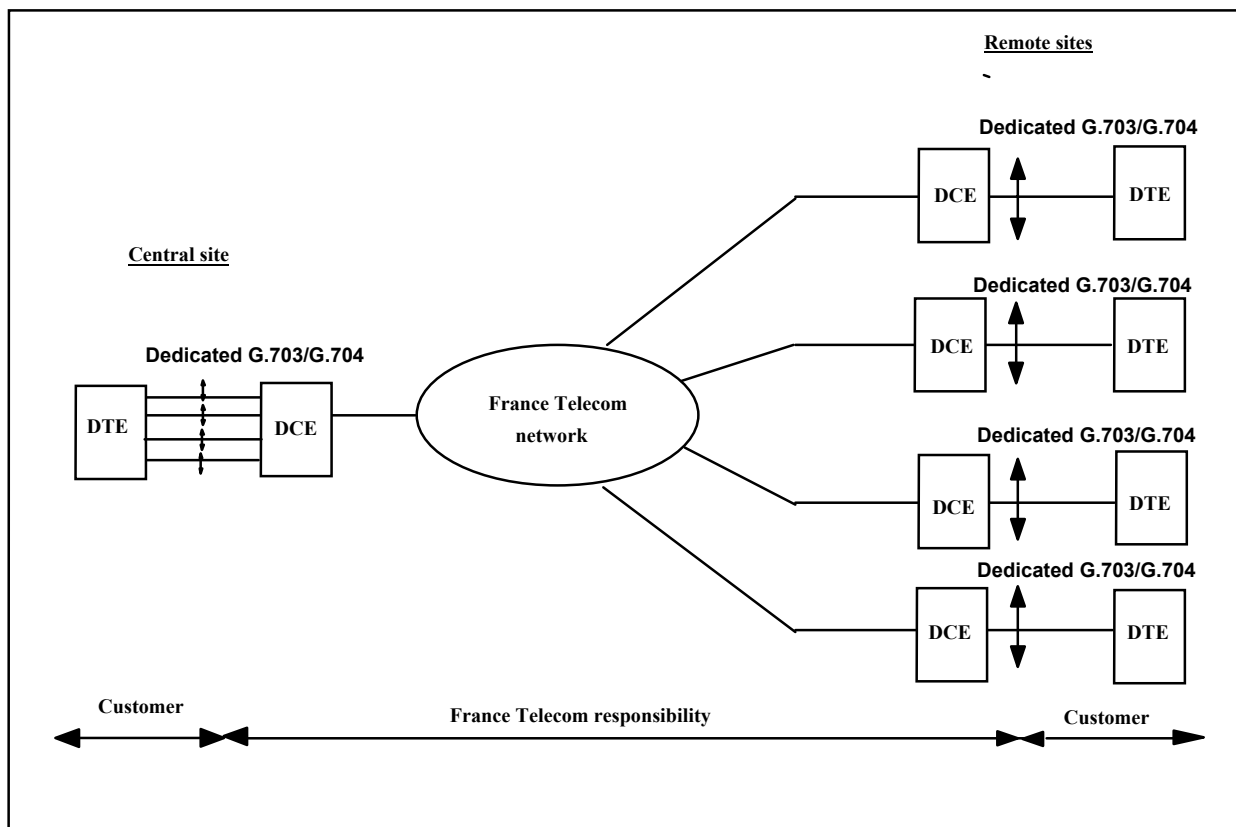 Remote sites
Dedicated G.703/G.704
DCE
DTE
Central site
Dedicated G.703/G.704
DCE
DTE
Dedicated G.703/G.704
DTE
DCE
France Telecom
network
Dedicated G.703/G.704
DCE
DTE
Dedicated G.703/G.704
DCE
DTE
Customer
France Telecom responsibility
Customer